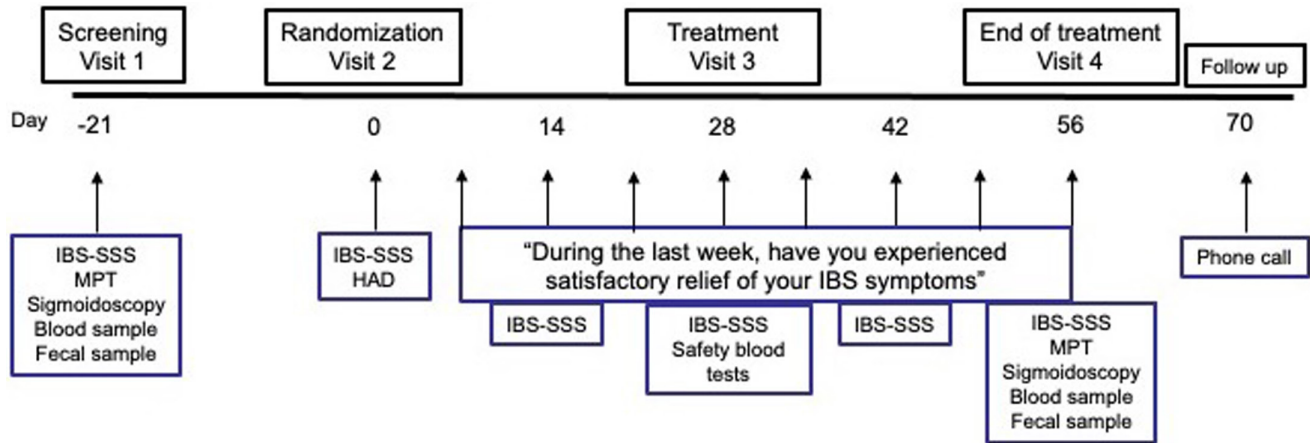 Screening
Visit 1
Randomization
Visit 2
Treatment
Visit 3
End of treatment
Visit 4
Follow up
Day -21 0 14 28 42 56 70
IBS-SSS
MPT
Sigmoidoscopy
Blood sample
Fecal sample
IBS-SSS
HAD
“During the last week, have you experienced
satisfactory relief of your IBS symptoms”
Phone call
IBS-SSS
IBS-SSS
Safety blood
tests
IBS-SSS
IBS-SSS
MPT
Sigmoidoscopy
Blood sample
Fecal sample